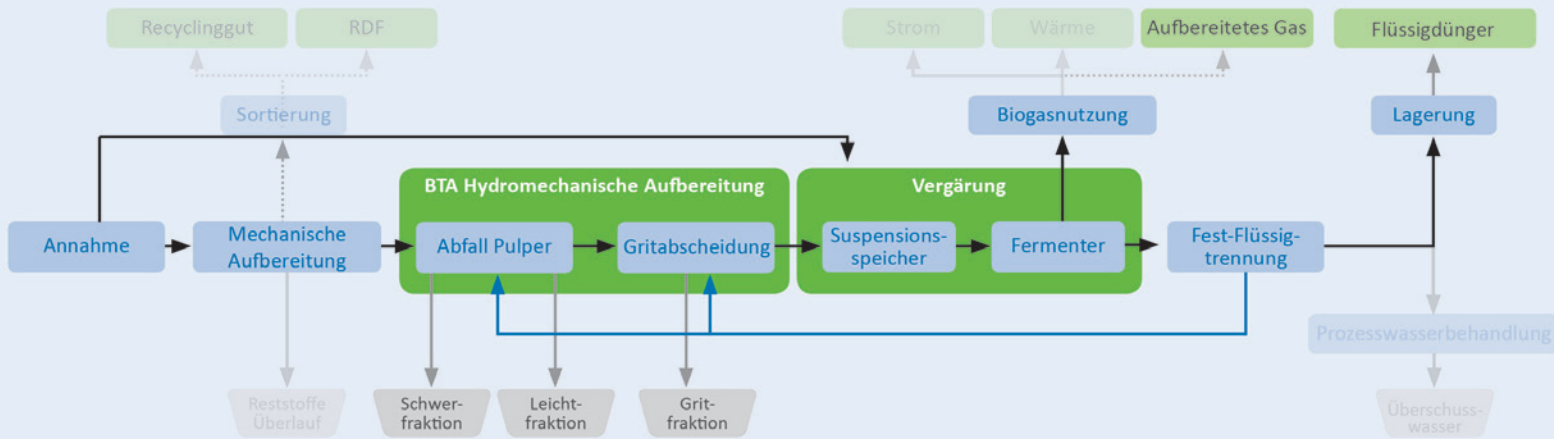 Recyclinggut
RDF
Strom
Wärme
Aufbereitetes Gas
Flüssigdünger
Sortierung
Biogasnutzung
Lagerung
BTA Hydromechanische Aufbereitung
Vergärung
Annahme
Mechanische
Aufbereitung
Abfall Pulper
Gritabscheidung
Suspensions-
speicher
Fermenter
Fest-Flüssig-
trennung
Prozesswasserbehandlung
Reststoffe
Überlauf
Schwer-
fraktion
Leicht-
fraktion
Grit-
fraktion
Überschuss-
wasser